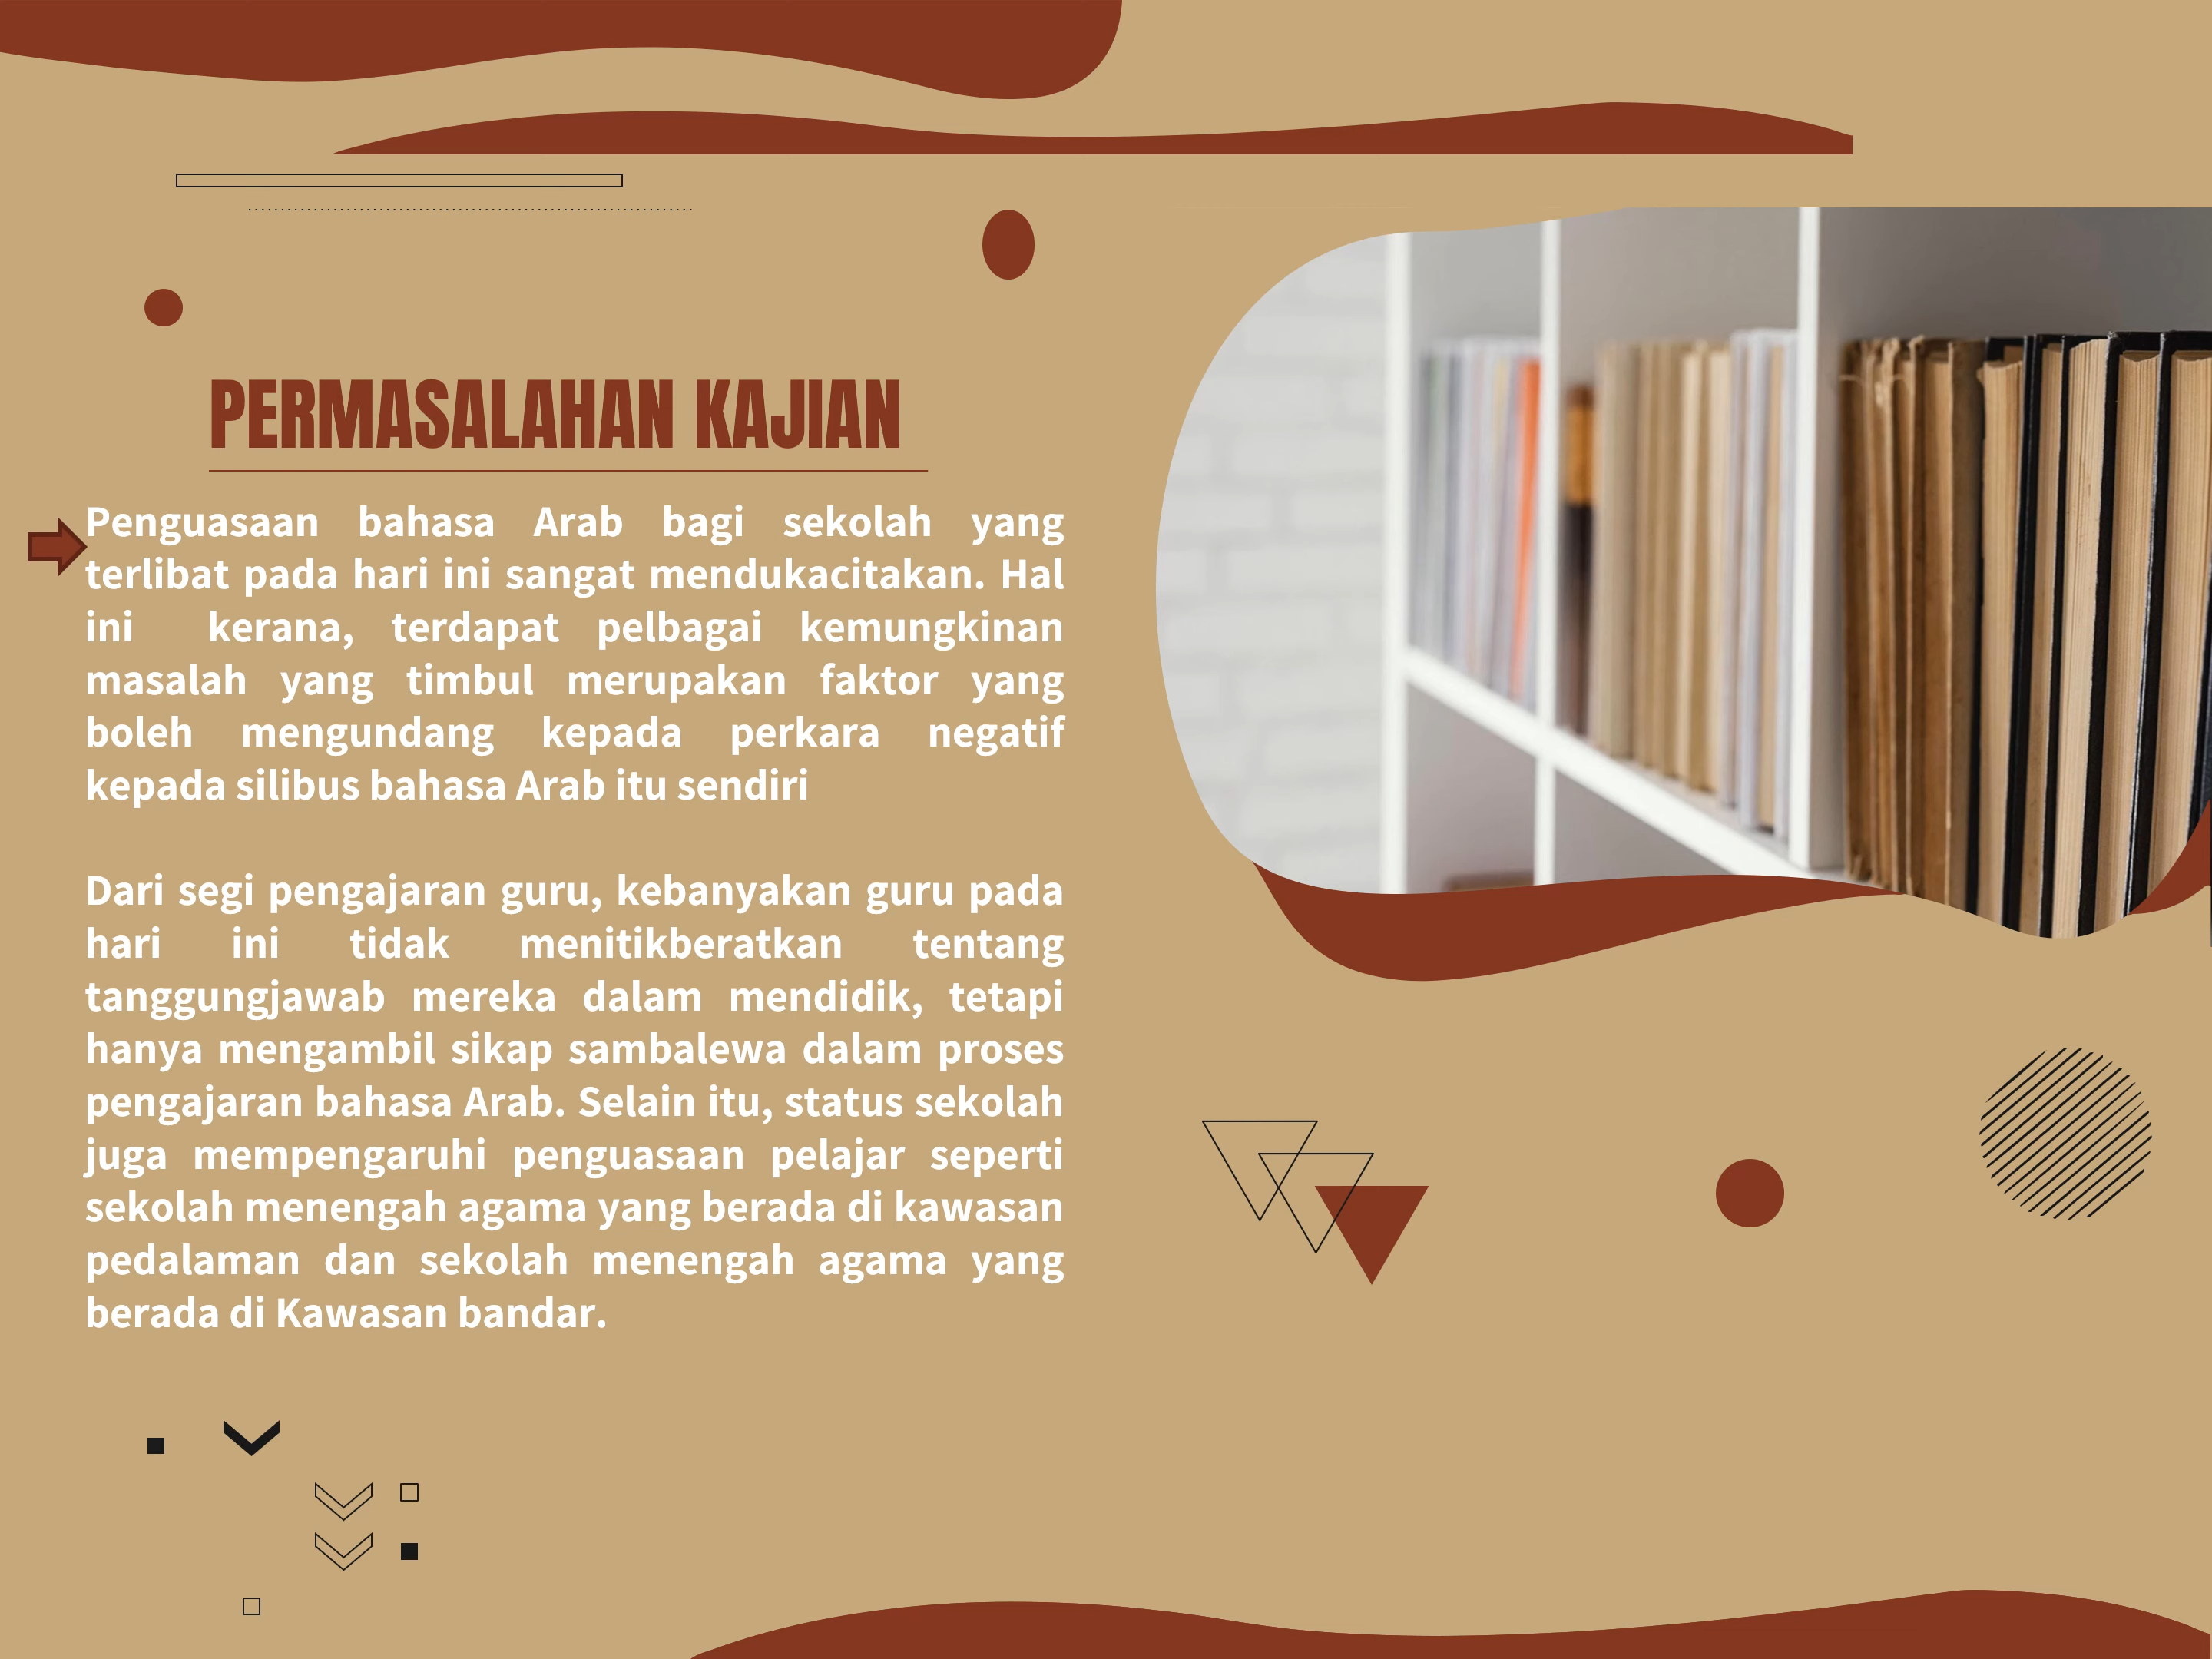 PERMASALAHAN KAJIAN
Penguasaan bahasa Arab bagi sekolah yang
terlibat pada hari ini sangat mendukacitakan. Hal
ini kerana, terdapat pelbagai kemungkinan
masalah yang timbul merupakan faktor yang
boleh mengundang kepada perkara negatif
kepada silibus bahasa Arab itu sendiri
Dari segi pengajaran guru, kebanyakan guru pada
hari ini tidak menitikberatkan tentang
tanggungjawab mereka dalam mendidik, tetapi
hanya mengambil sikap sambalewa dalam proses
pengajaran bahasa Arab. Selain itu, status sekolah
juga mempengaruhi penguasaan pelajar seperti
sekolah menengah agama yang berada di kawasan
pedalaman dan sekolah menengah agama yang
berada di Kawasan bandar.